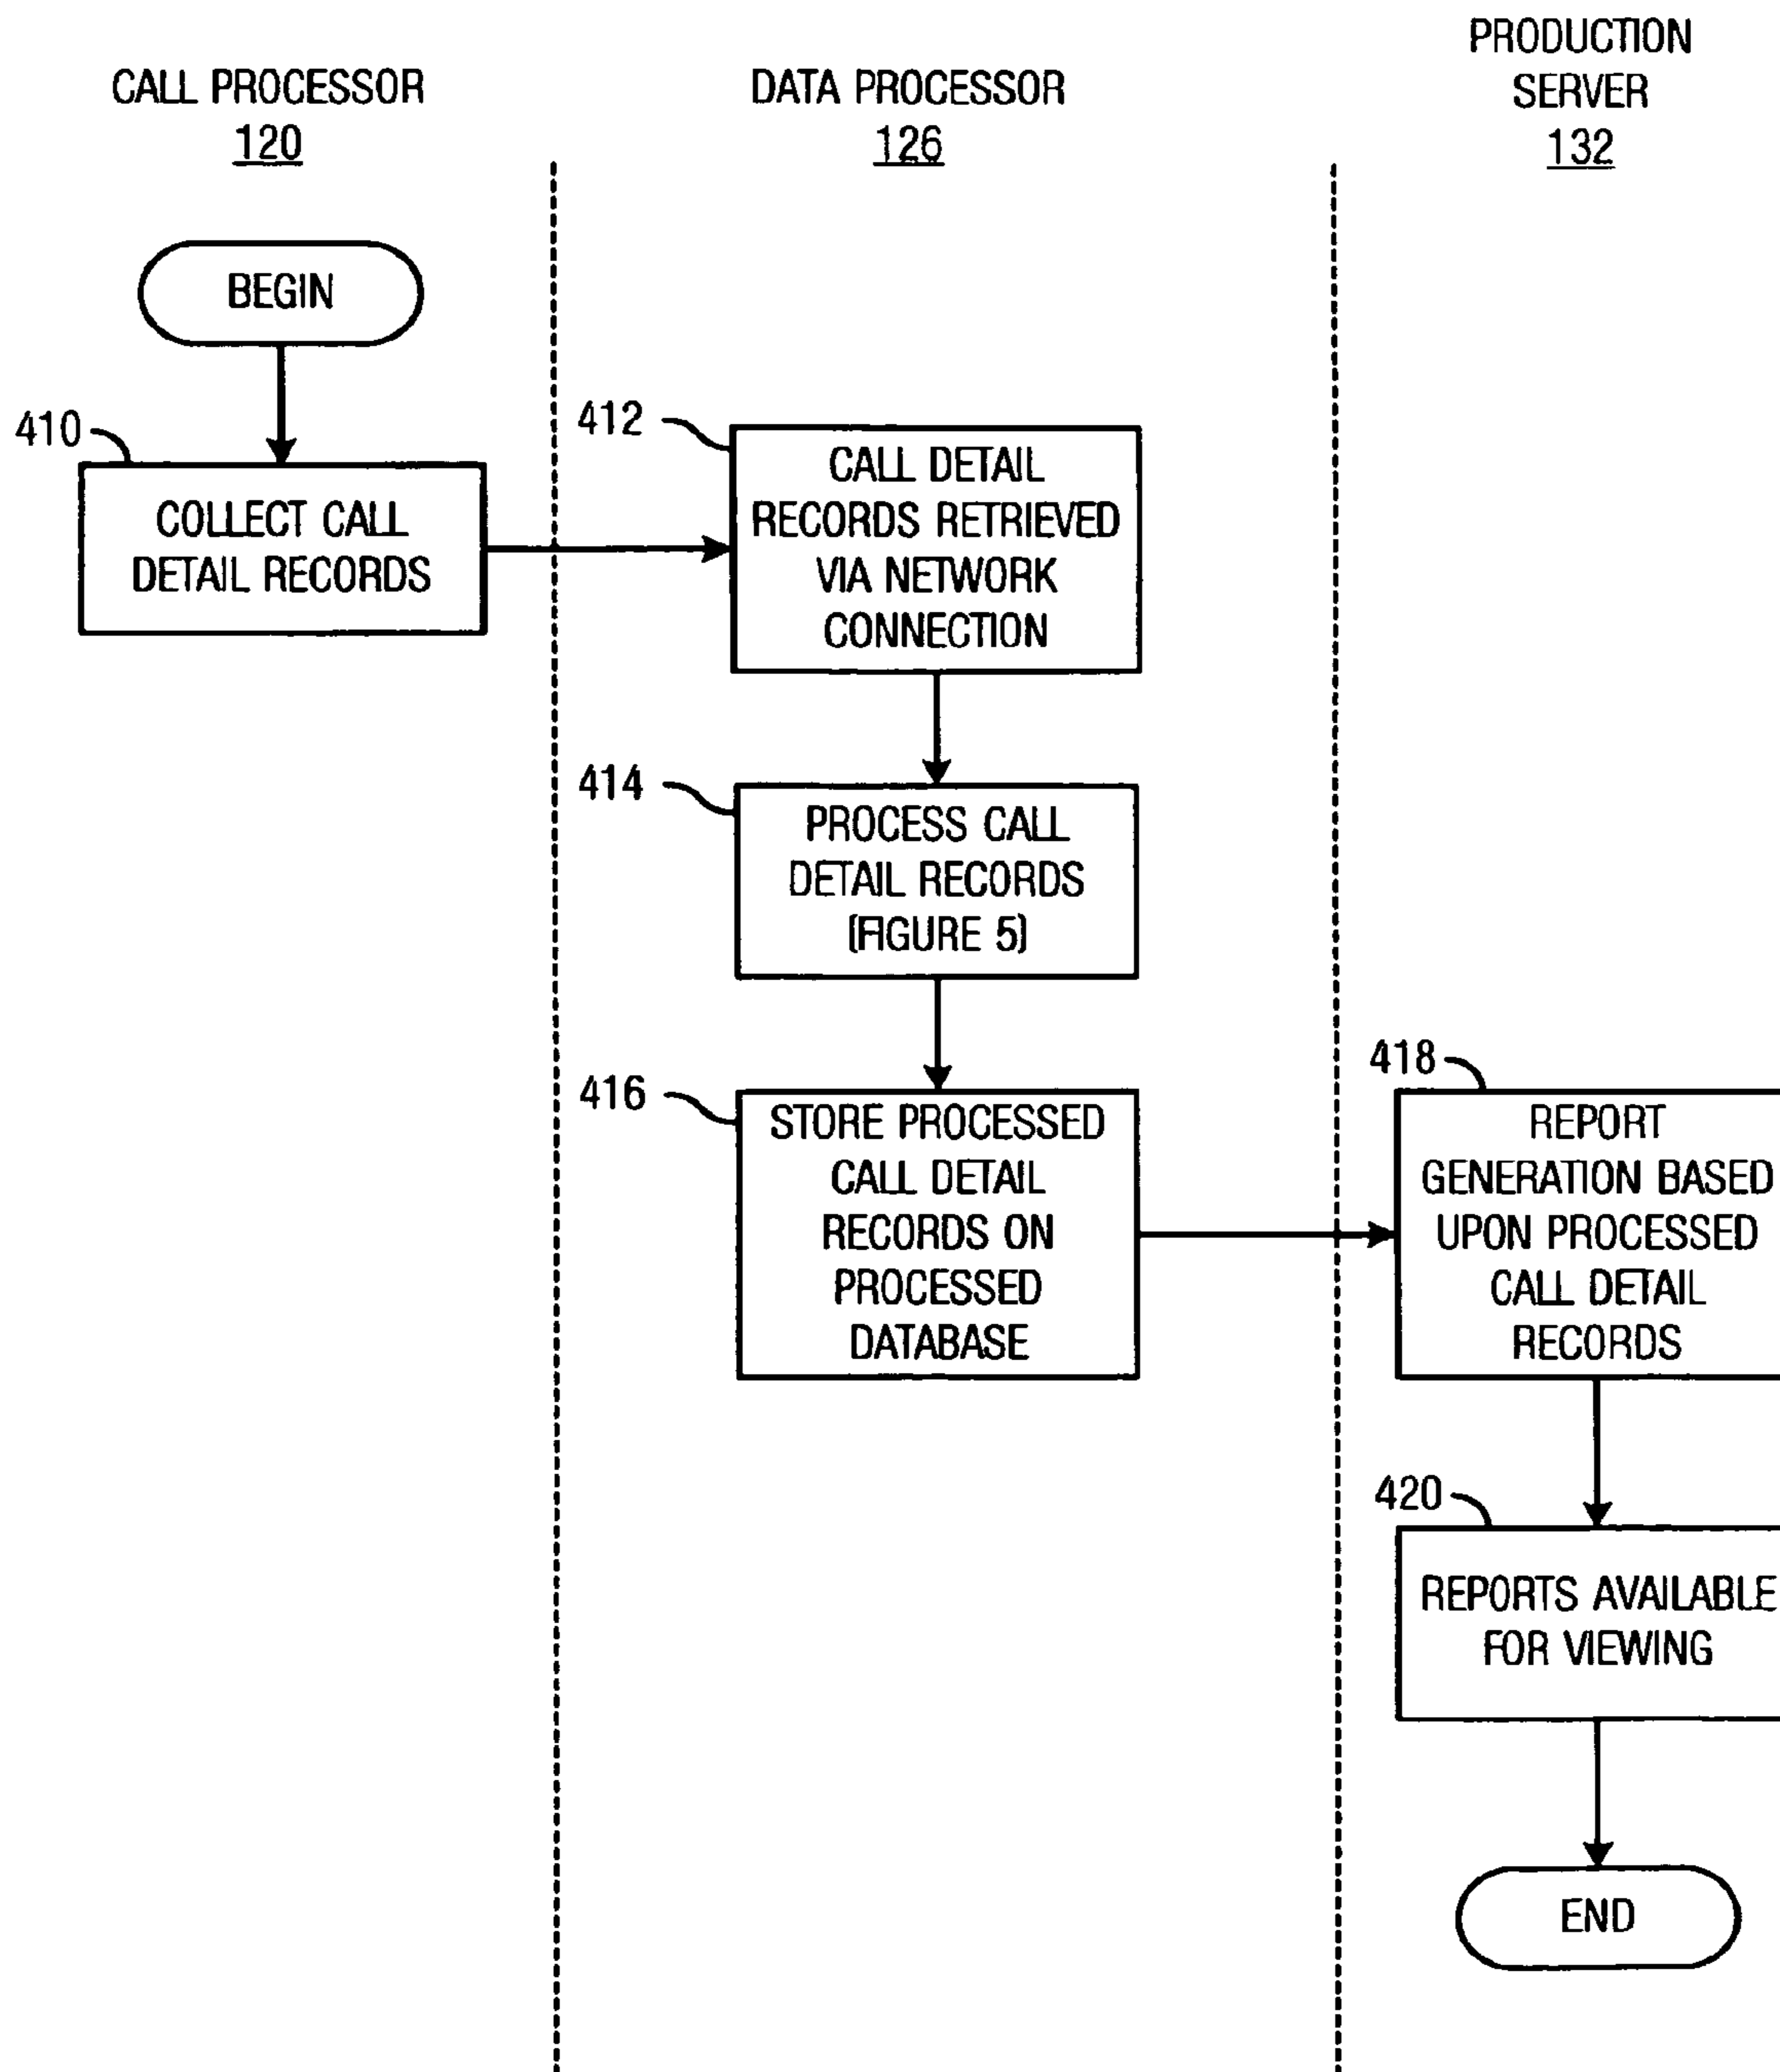 CALL PROCESSOR
120
DATA PROCESSOR
126
PRODUCTION
SERVER
132
BEGIN
410
COLLECT CALL
DETAIL RECORDS
412
CALL DETAIL
RECORDS RETRIEVED
VIA NETWORK
CONNECTION
414
PROCESS CALL
DETAIL RECORDS
(FIGURE 5)
416
STORE PROCESSED
CALL DETAIL
RECORDS ON
PROCESSED
DATABASE
418
REPORT
GENERATION BASED
UPON PROCESSED
CALL DETAIL
RECORDS
420
REPORTS AVAILABLE
FOR VIEWING
END